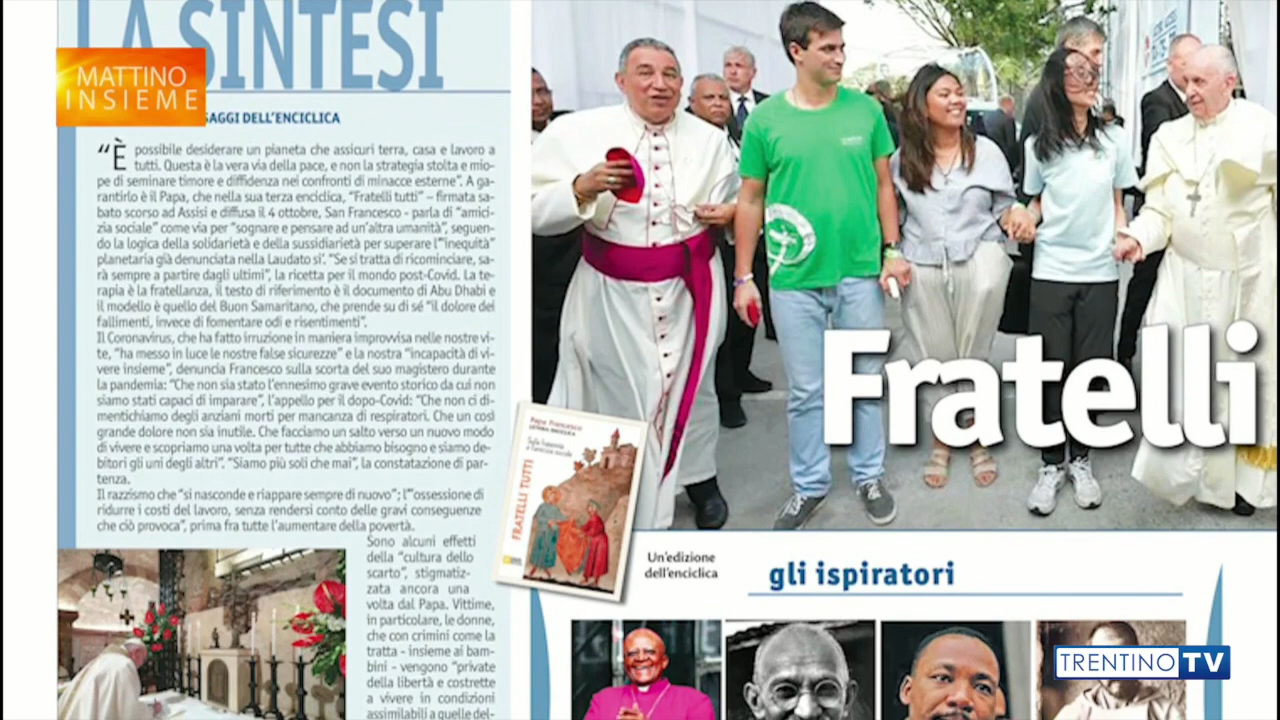 LA SINTESI
MATTINO
INSIEME
SAGGI DELL'ENCICLICA
"È possibile desiderare un pianeta che assicuri terra, casa e lavoro a
tutti. Questa è la vera via della pace, e non la strategia stolta e mio-
pe di seminare timore e diffidenza nei confronti di minacce esterne". A ga-
rantirlo è il Papa, che nella sua terza enciclica, "Fratelli tutti" – firmata sa-
bato scorso ad Assisi e diffusa il 4 ottobre, San Francesco - parla di "amici-
zia sociale" come via per "sognare e pensare ad un'altra umanità", seguen-
do la logica della solidarietà e della sussidiarietà per superare l'"inequità"
planetaria già denunciata nella Laudato si'. "Se si tratta di ricominciare, sa-
rà sempre a partire dagli ultimi", la ricetta per il mondo post-Covid. La te-
rapia è la fratellanza, il testo di riferimento è il documento di Abu Dhabi e
il modello è quello del Buon Samaritano, che prende su di sé "il dolore dei
fallimenti, invece di fomentare odi e risentimenti".
Il Coronavirus, che ha fatto irruzione in maniera improvvisa nelle nostre vi-
te, "ha messo in luce le nostre false sicurezze" e la nostra "incapacità di vi-
vere insieme", denuncia Francesco sulla scorta del suo magistero durante
la pandemia: "Che non sia stato l'ennesimo grave evento storico da cui non
siamo stati capaci di imparare", l'appello per il dopo-Covid: "Che non ci di-
mentichiamo degli anziani morti per mancanza di respiratori. Che un così
grande dolore non sia inutile. Che facciamo un salto verso un nuovo modo
di vivere e scopriamo una volta per tutte che abbiamo bisogno e siamo de-
bitori gli uni degli altri". "Siamo più soli che mai", la constatazione di par-
tenza.
Il razzismo che "si nasconde e riappare sempre di nuovo"; l'"ossessione di
ridurre i costi del lavoro, senza rendersi conto delle gravi conseguenze
che ciò provoca", prima fra tutte l'aumentare della povertà.
Sono alcuni effetti
della "cultura dello
scarto", stigmatiz-
zata ancora una
volta dal Papa. Vittime,
in particolare, le donne,
che con crimini come la
tratta - insieme ai bam-
bini - vengono "private
della libertà e costrette
a vivere in condizioni
assimilabili a quelle del-
Fratelli
Papa Francesco
LETTERA ENCICLICA
Sulla fraternità
e l'amicizia sociale
FRATELLI TUTTI
Un'edizione
dell'enciclica
gli ispiratori
TRENTINO TV